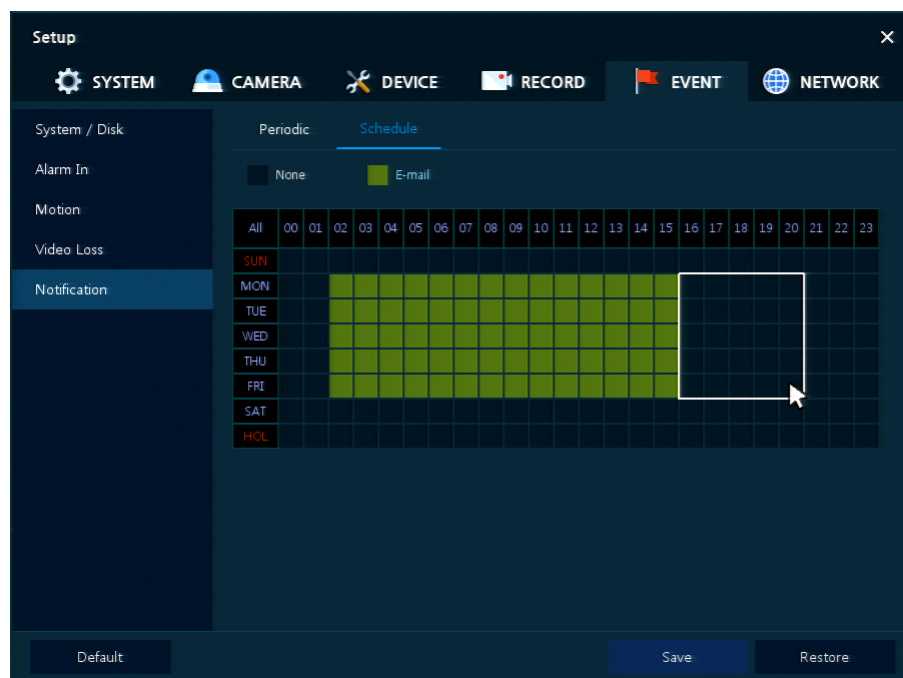 Setup
SYSTEM CAMERA DEVICE RECORD EVENT NETWORK
System / Disk
Alarm In
Motion
Video Loss
Notification
Periodic Schedule
None E-mail
All 00 01 02 03 04 05 06 07 08 09 10 11 12 13 14 15 16 17 18 19 20 21 22 23
SUN
MON
TUE
WED
THU
FRI
SAT
HOL
Default Save Restore